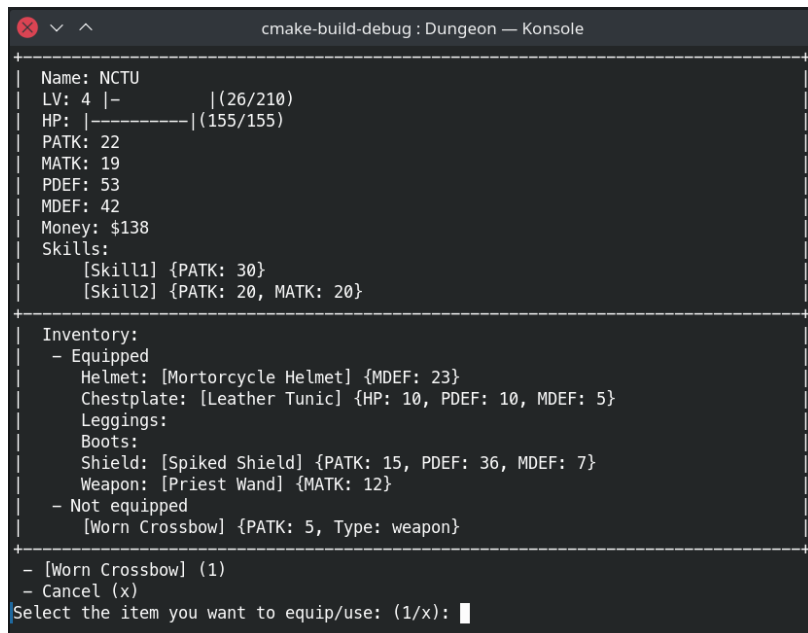 cmake-build-debug : Dungeon — Konsole
+--------------------------------------------------------------------------------+
| Name: NCTU |
| LV: 4 |-         |(26/210) |
| HP: |----------|(155/155) |
| PATK: 22 |
| MATK: 19 |
| PDEF: 53 |
| MDEF: 42 |
| Money: $138 |
| Skills: |
|     [Skill1] {PATK: 30} |
|     [Skill2] {PATK: 20, MATK: 20} |
+--------------------------------------------------------------------------------+
| Inventory: |
|  - Equipped |
|     Helmet: [Mortorcycle Helmet] {MDEF: 23} |
|     Chestplate: [Leather Tunic] {HP: 10, PDEF: 10, MDEF: 5} |
|     Leggings: |
|     Boots: |
|     Shield: [Spiked Shield] {PATK: 15, PDEF: 36, MDEF: 7} |
|     Weapon: [Priest Wand] {MATK: 12} |
|  - Not equipped |
|     [Worn Crossbow] {PATK: 5, Type: weapon} |
+--------------------------------------------------------------------------------+
- [Worn Crossbow] (1)
- Cancel (x)
Select the item you want to equip/use: (1/x):